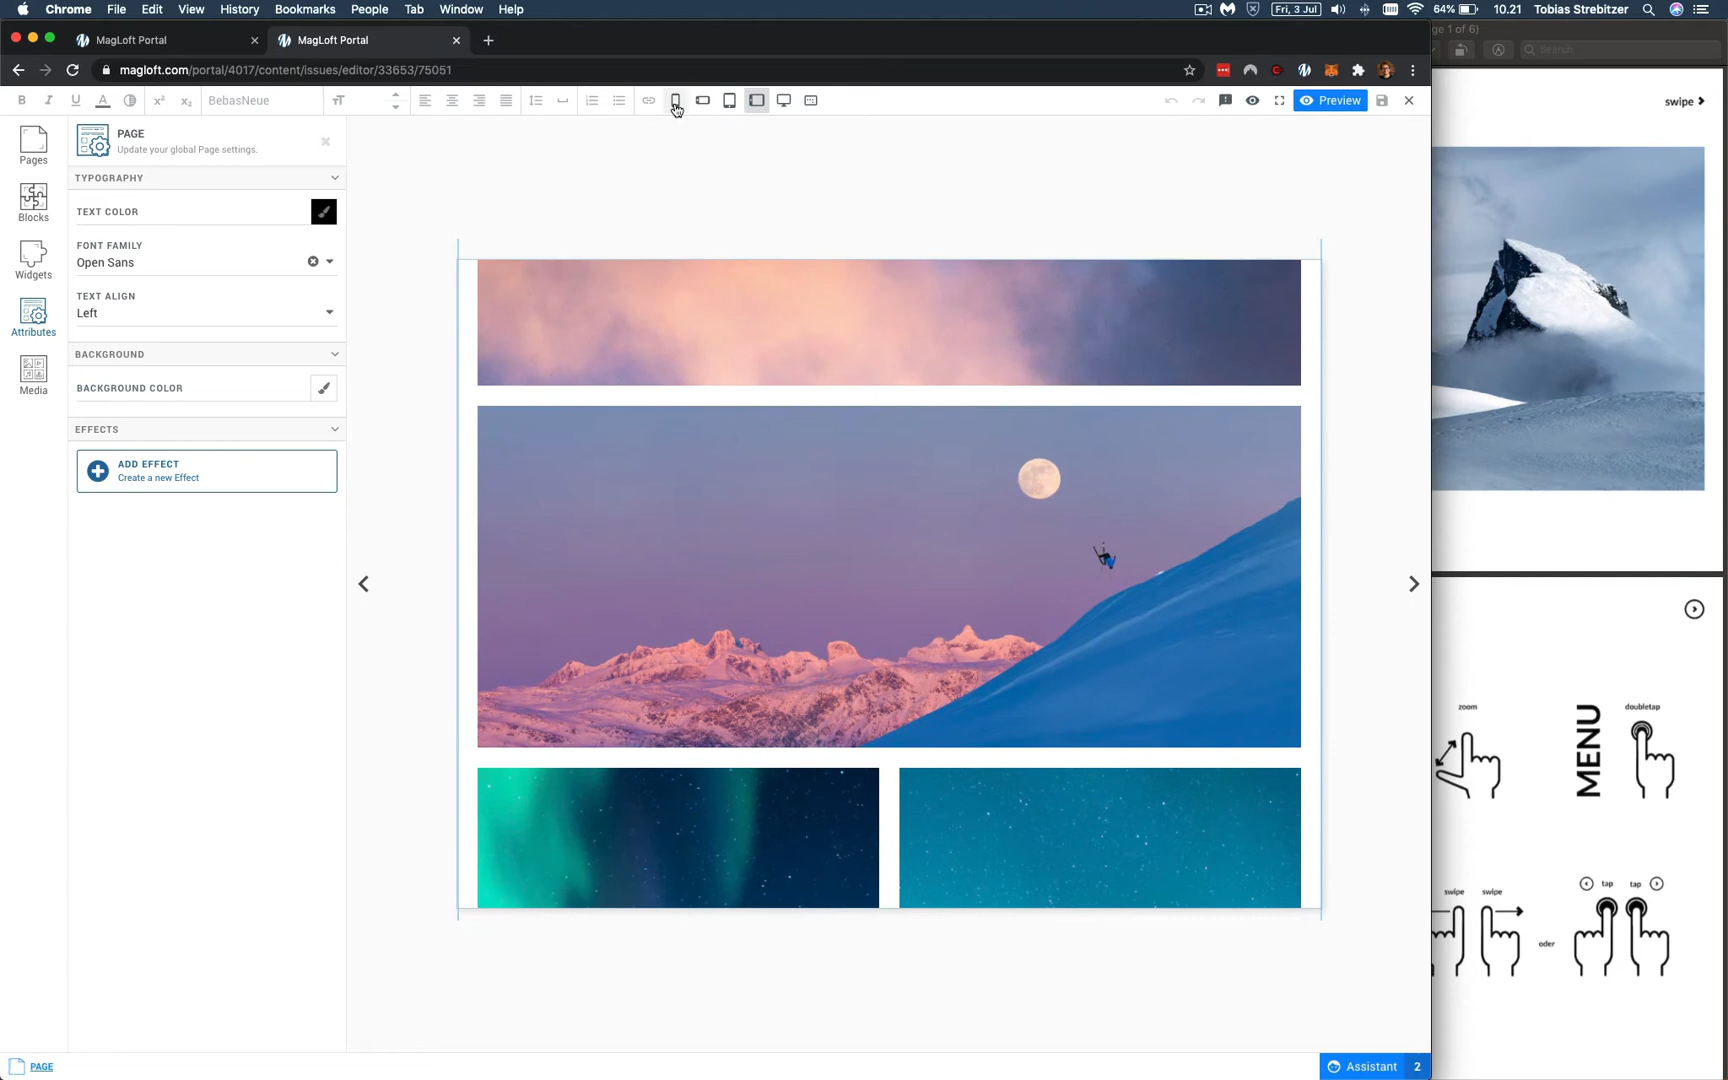 Chrome File Edit View History Bookmarks People Tab Window Help
64% Fri, 3 Jul 10.21 Tobias Strebitzer
MagLoft Portal
MagLoft Portal
ge 1 of 6)
Search
magloft.com/portal/4017/content/issues/editor/33653/75051
B I U A x² x₂ BebasNeue TT
Preview
swipe
Pages
Blocks
Widgets
Attributes
Media
PAGE
Update your global Page settings.
TYPOGRAPHY
TEXT COLOR
FONT FAMILY
Open Sans
TEXT ALIGN
Left
BACKGROUND
BACKGROUND COLOR
EFFECTS
ADD EFFECT
Create a new Effect
zoom
MENU
doubletap
swipe swipe
oder
tap tap
PAGE
Assistant 2